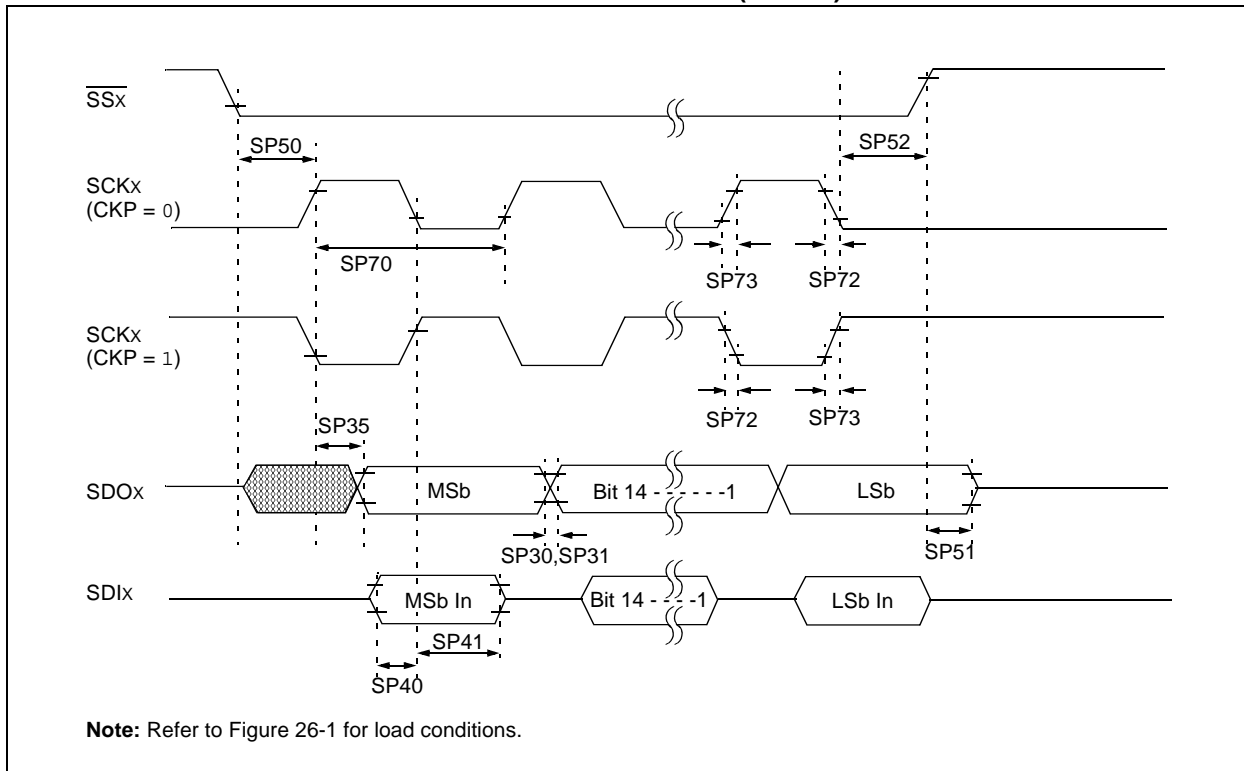 SSX
SP50
SP52
SCKX
(CKP = 0)
SP70
SP73
SP72
SCKX
(CKP = 1)
SP72
SP73
SP35
SDOX
MSb
Bit 14 - - - - - -1
LSb
SP30,SP31
SP51
SDIX
MSb In
Bit 14 - - - -1
LSb In
SP41
SP40
Note: Refer to Figure 26-1 for load conditions.